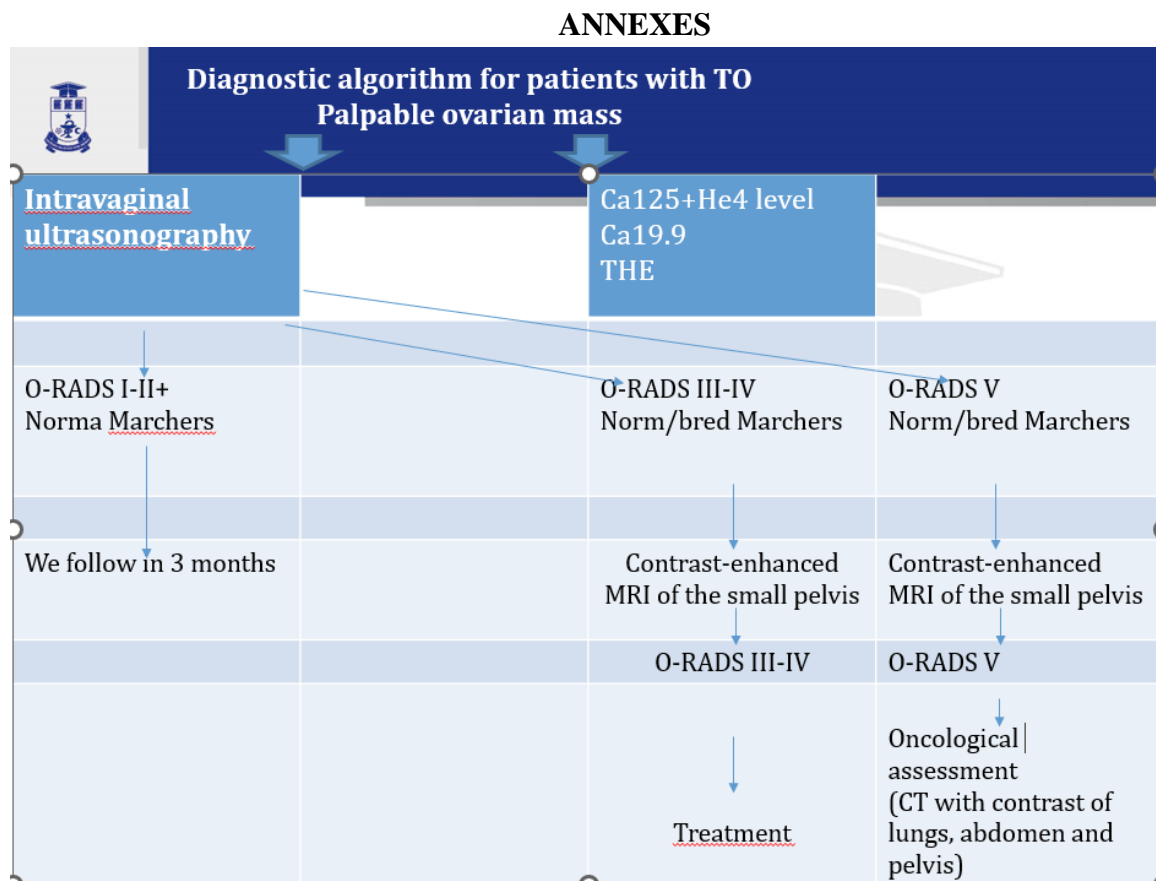 ANNEXES
Diagnostic algorithm for patients with TO
Palpable ovarian mass
Intravaginal
ultrasonography
Ca125+He4 level
Ca19.9
THE
O-RADS I-II+
Norma Marchers
O-RADS III-IV
Norm/bred Marchers
O-RADS V
Norm/bred Marchers
We follow in 3 months
Contrast-enhanced
MRI of the small pelvis
Contrast-enhanced
MRI of the small pelvis
O-RADS III-IV
O-RADS V
Treatment
Oncological
assessment
(CT with contrast of
lungs, abdomen and
pelvis)